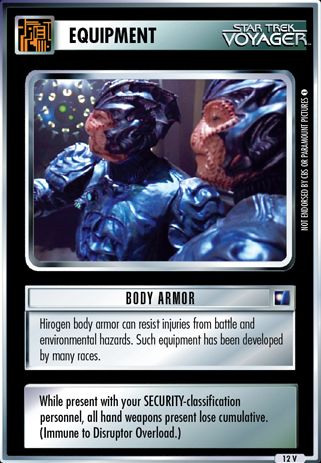 EQUIPMENT
STAR TREK
VOYAGER™
NOT ENDORSED BY CBS OR PARAMOUNT PICTURES
BODY ARMOR
Hirogen body armor can resist injuries from battle and
environmental hazards. Such equipment has been developed
by many races.
While present with your SECURITY-classification
personnel, all hand weapons present lose cumulative.
(Immune to Disruptor Overload.)
12 V